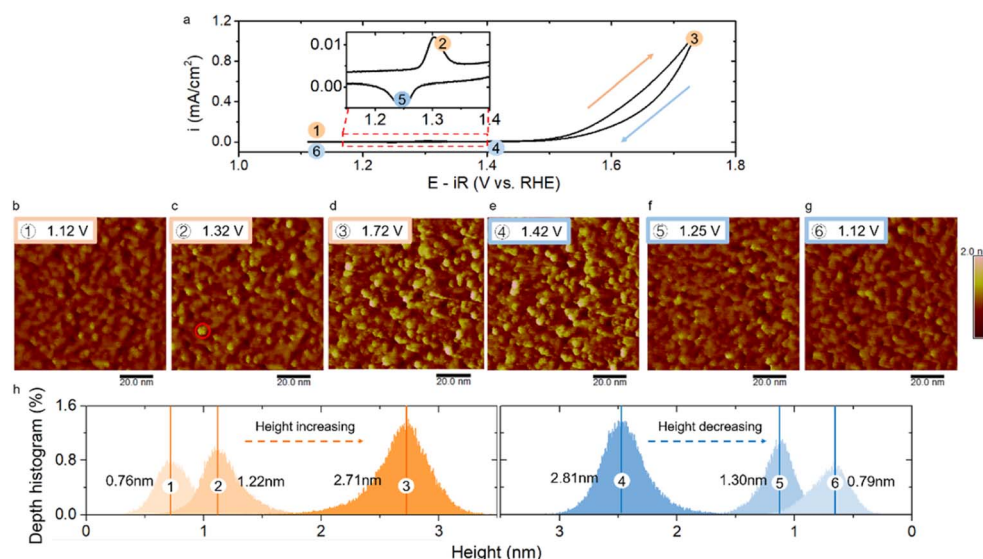 a
i (mA/cm²)
1.2
0.8
0.4
0.0
0.01
0.00
1.2 1.3 1.4
1
2
3
4
5
6
1.0 1.2 1.4 1.6 1.8
E - iR (V vs. RHE)
b c d e f g
① 1.12 V
② 1.32 V
③ 1.72 V
④ 1.42 V
⑤ 1.25 V
⑥ 1.12 V
20.0 nm 20.0 nm 20.0 nm 20.0 nm 20.0 nm 20.0 nm
h
Depth histogram (%)
1.6
0.8
0.0
Height increasing
Height decreasing
0.76nm 1 2 1.22nm 2.71nm 3
2.81nm 4 1.30nm 5 6 0.79nm
0 1 2 3 3 2 1 0
Height (nm)